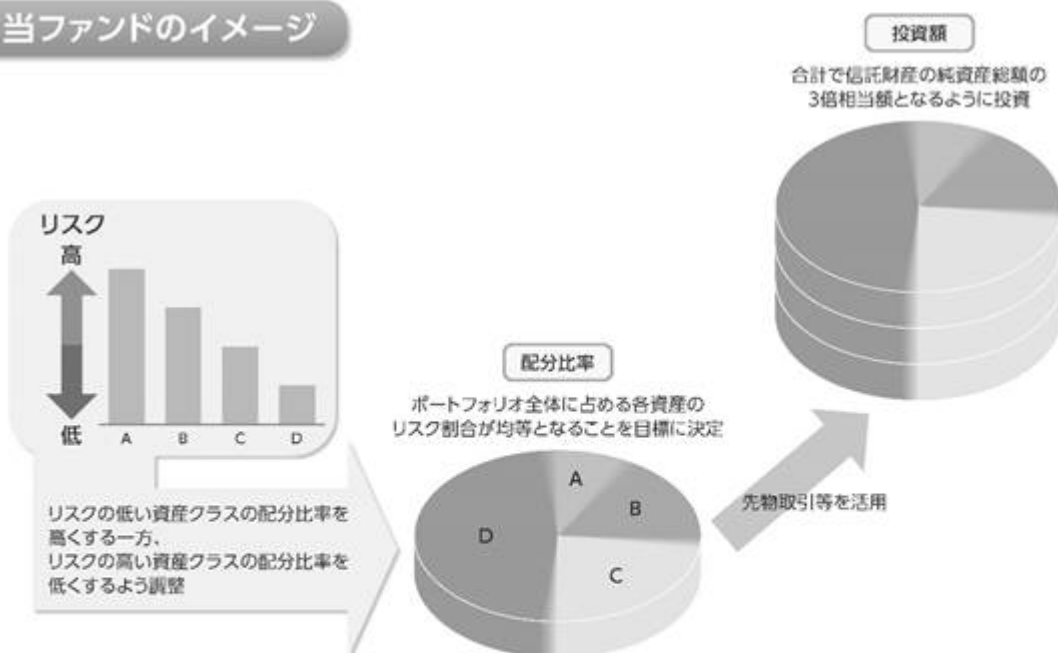 当ファンドのイメージ
投資額
合計で信託財産の純資産総額の
3倍相当額となるように投資
リスク
高
低
A B C D
配分比率
ポートフォリオ全体に占める各資産の
リスク割合が均等となることを目標に決定
リスクの低い資産クラスの配分比率を
高くする一方、
リスクの高い資産クラスの配分比率を
低くするよう調整
A
B
C
D
先物取引等を活用